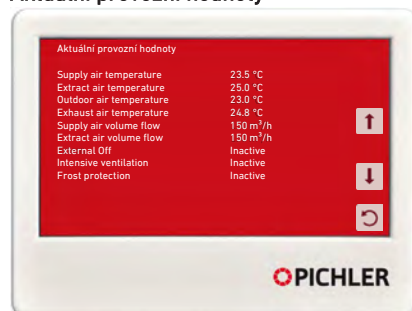 Aktuální provozní hodnoty
Aktuální provozní hodnoty
Supply air temperature 23.5 °C
Extract air temperature 25.0 °C
Outdoor air temperature 23.0 °C
Exhaust air temperature 24.8 °C
Supply air volume flow 150 m³/h
Extract air volume flow 150 m³/h
External Off Inactive
Intensive ventilation Inactive
Frost protection Inactive
PICHLER